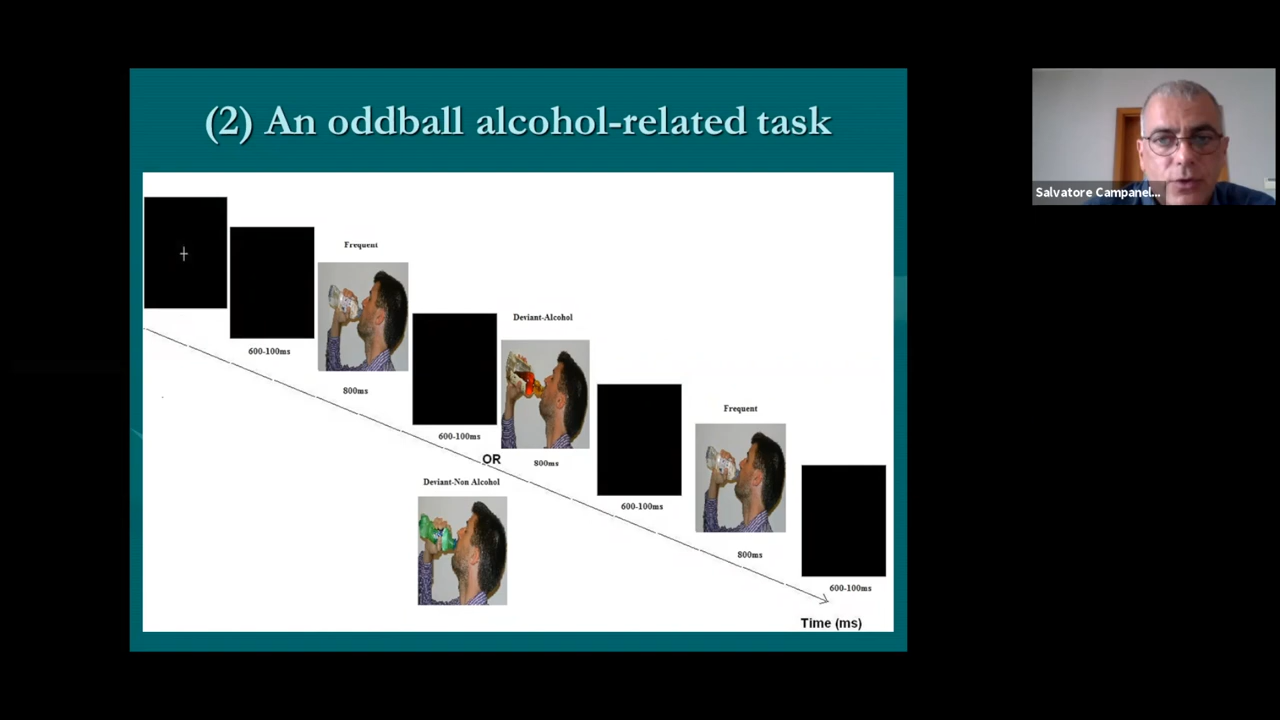 (2) An oddball alcohol-related task
Salvatore Campanel...
Frequent
600-100ms
800ms
Deviant-Alcohol
600-100ms
OR
800ms
Deviant-Non Alcohol
Frequent
600-100ms
800ms
600-100ms
Time (ms)